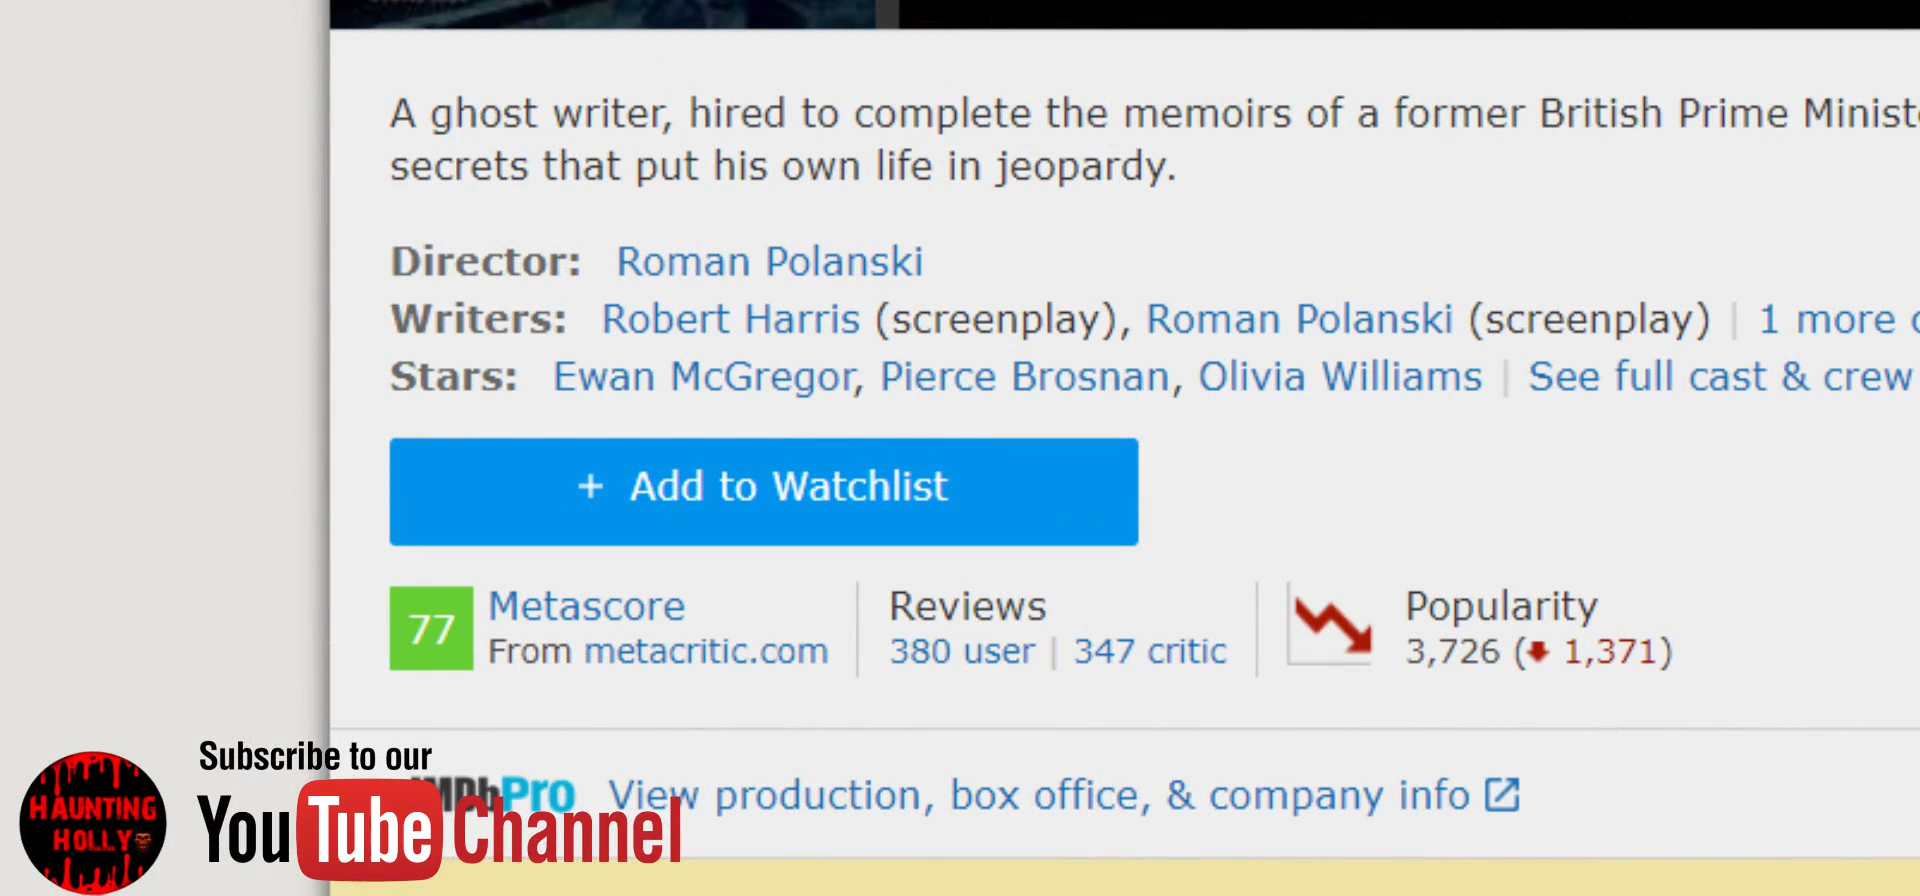 A ghost writer, hired to complete the memoirs of a former British Prime
secrets that put his own life in jeopardy.
Director: Roman Polanski
Writers: Robert Harris (screenplay), Roman Polanski (screenplay) | 1 more
Stars: Ewan McGregor, Pierce Brosnan, Olivia Williams | See full cast & crew
+ Add to Watchlist
77 Metascore
From metacritic.com
Reviews
380 user | 347 critic
Popularity
3,726 (↓ 1,371)
IMDbPro View production, box office, & company info
Subscribe to our
YouTube Channel
HAUNTING
HOLLY